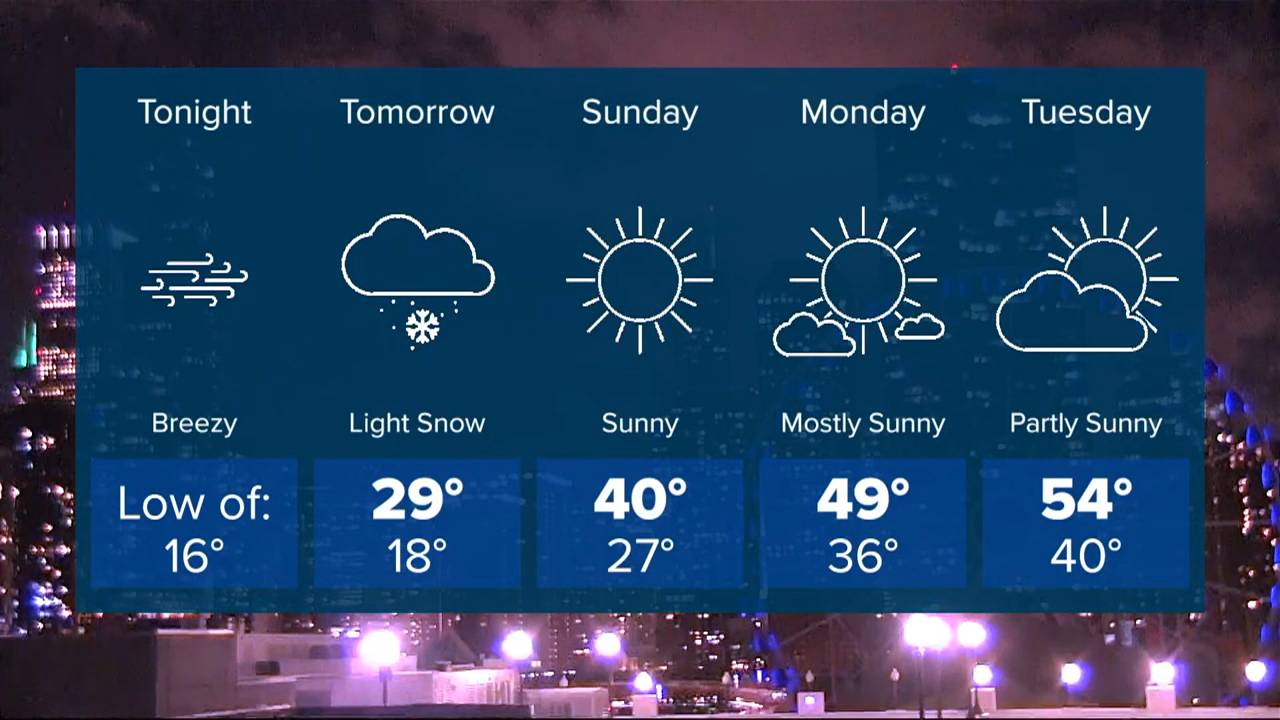 Tonight
Tomorrow
Sunday
Monday
Tuesday
Breezy
Light Snow
Sunny
Mostly Sunny
Partly Sunny
Low of:
16°
29°
18°
40°
27°
49°
36°
54°
40°